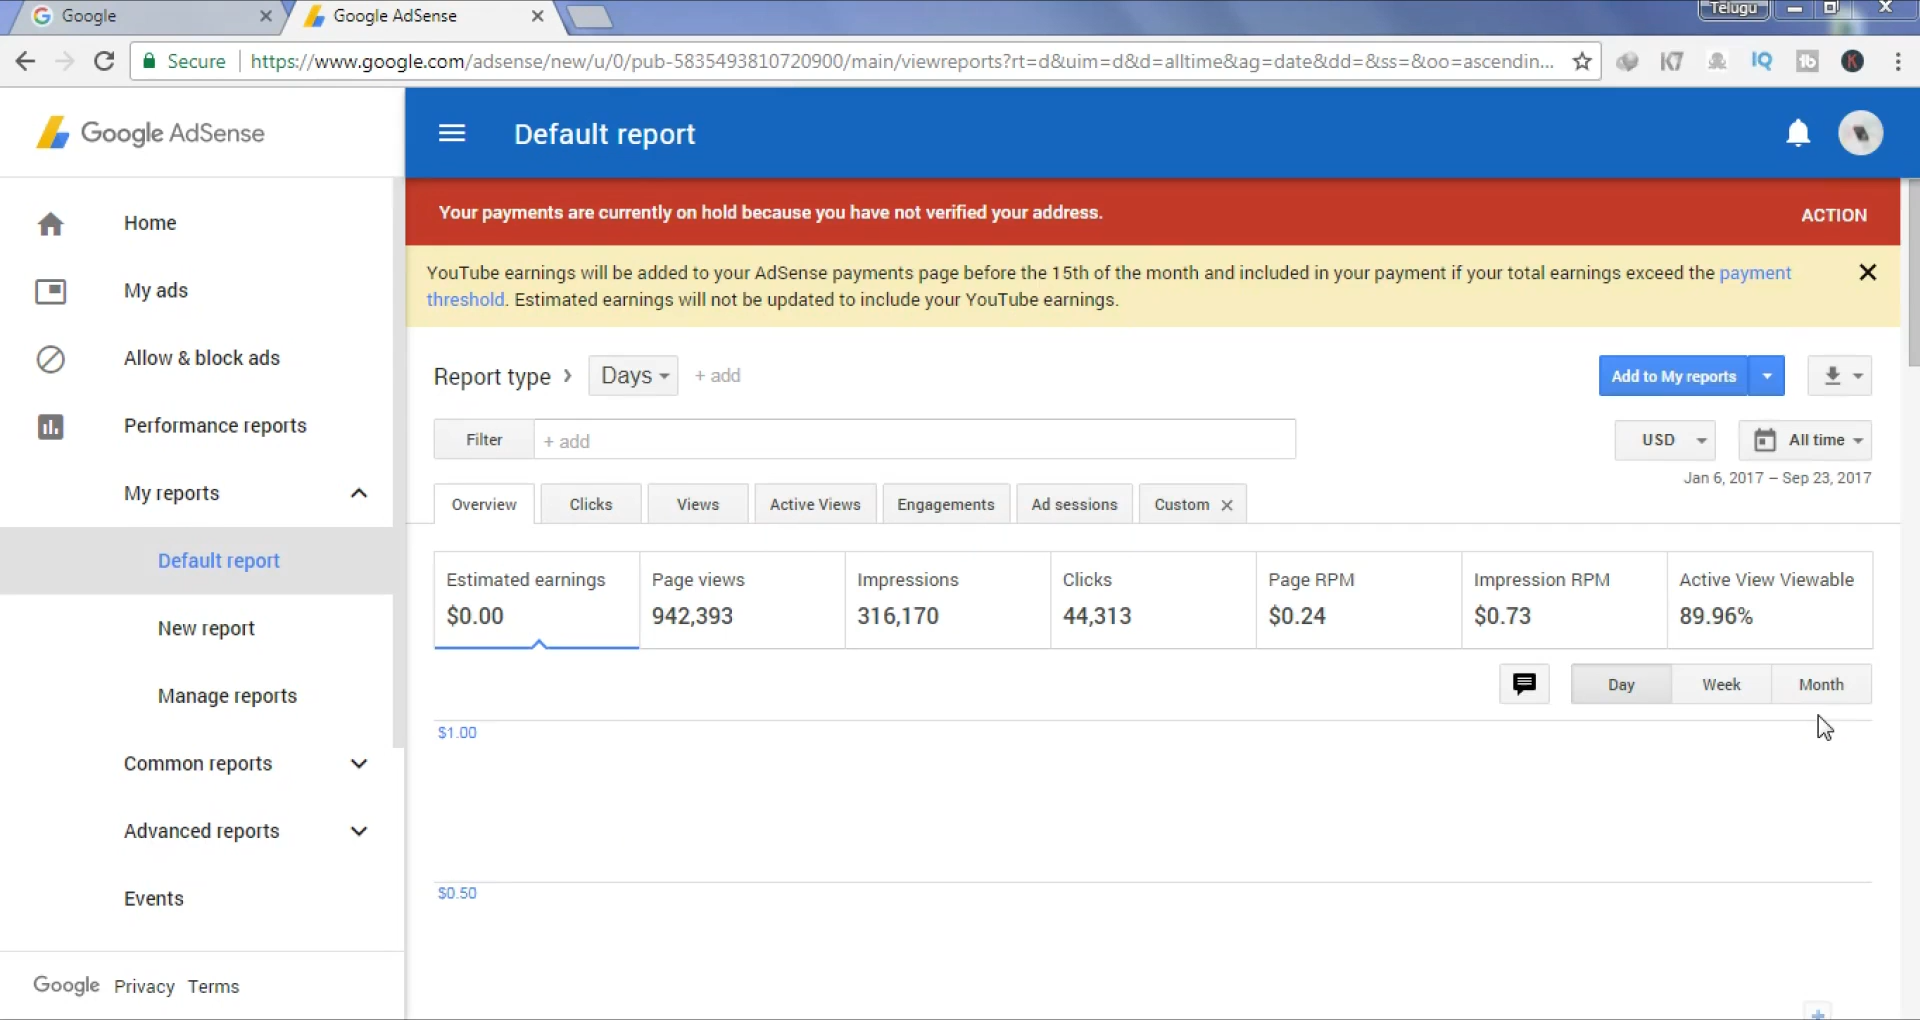 Google
Google AdSense
Telugu
Secure
https://www.google.com/adsense/new/u/0/pub-5835493810720900/main/viewreports?rt=d&uim=d&d=alltime&ag=date&dd=&ss=&oo=ascendin...
K7
IQ
tb
K
Google AdSense
Default report
Your payments are currently on hold because you have not verified your address.
ACTION
YouTube earnings will be added to your AdSense payments page before the 15th of the month and included in your payment if your total earnings exceed the payment
threshold. Estimated earnings will not be updated to include your YouTube earnings.
Home
My ads
Allow & block ads
Performance reports
My reports
Default report
New report
Manage reports
Common reports
Advanced reports
Events
Google Privacy Terms
Report type › Days + add
Add to My reports
Filter + add
USD
All time
Jan 6, 2017 – Sep 23, 2017
Overview Clicks Views Active Views Engagements Ad sessions Custom
Estimated earnings Page views Impressions Clicks Page RPM Impression RPM Active View Viewable
$0.00 942,393 316,170 44,313 $0.24 $0.73 89.96%
Day Week Month
$1.00
$0.50